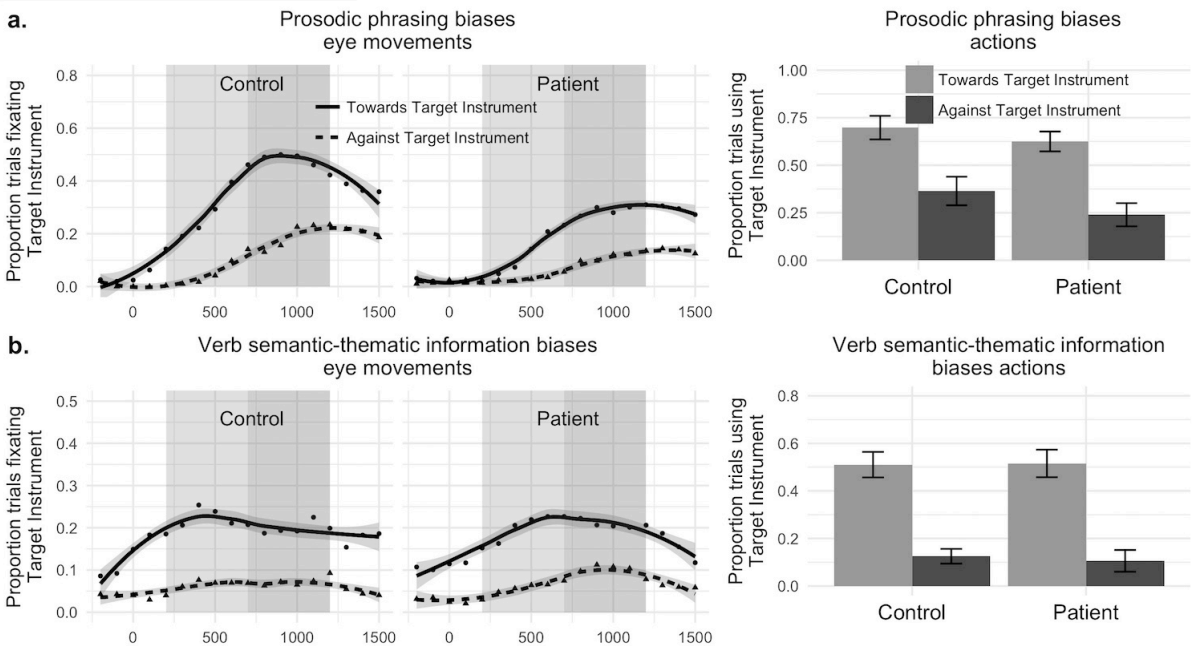 a.
Prosodic phrasing biases
eye movements
Proportion trials fixating
Target Instrument
0.8
0.6
0.4
0.2
0.0
Control
Patient
Towards Target Instrument
Against Target Instrument
0 500 1000 1500
0 500 1000 1500
Prosodic phrasing biases
actions
Proportion trials using
Target Instrument
1.00
0.75
0.50
0.25
0.00
Towards Target Instrument
Against Target Instrument
Control Patient
b.
Verb semantic-thematic information biases
eye movements
Proportion trials fixating
Target Instrument
0.5
0.4
0.3
0.2
0.1
0.0
Control
Patient
0 500 1000 1500
0 500 1000 1500
Verb semantic-thematic information
biases actions
Proportion trials using
Target Instrument
0.8
0.6
0.4
0.2
0.0
Control Patient